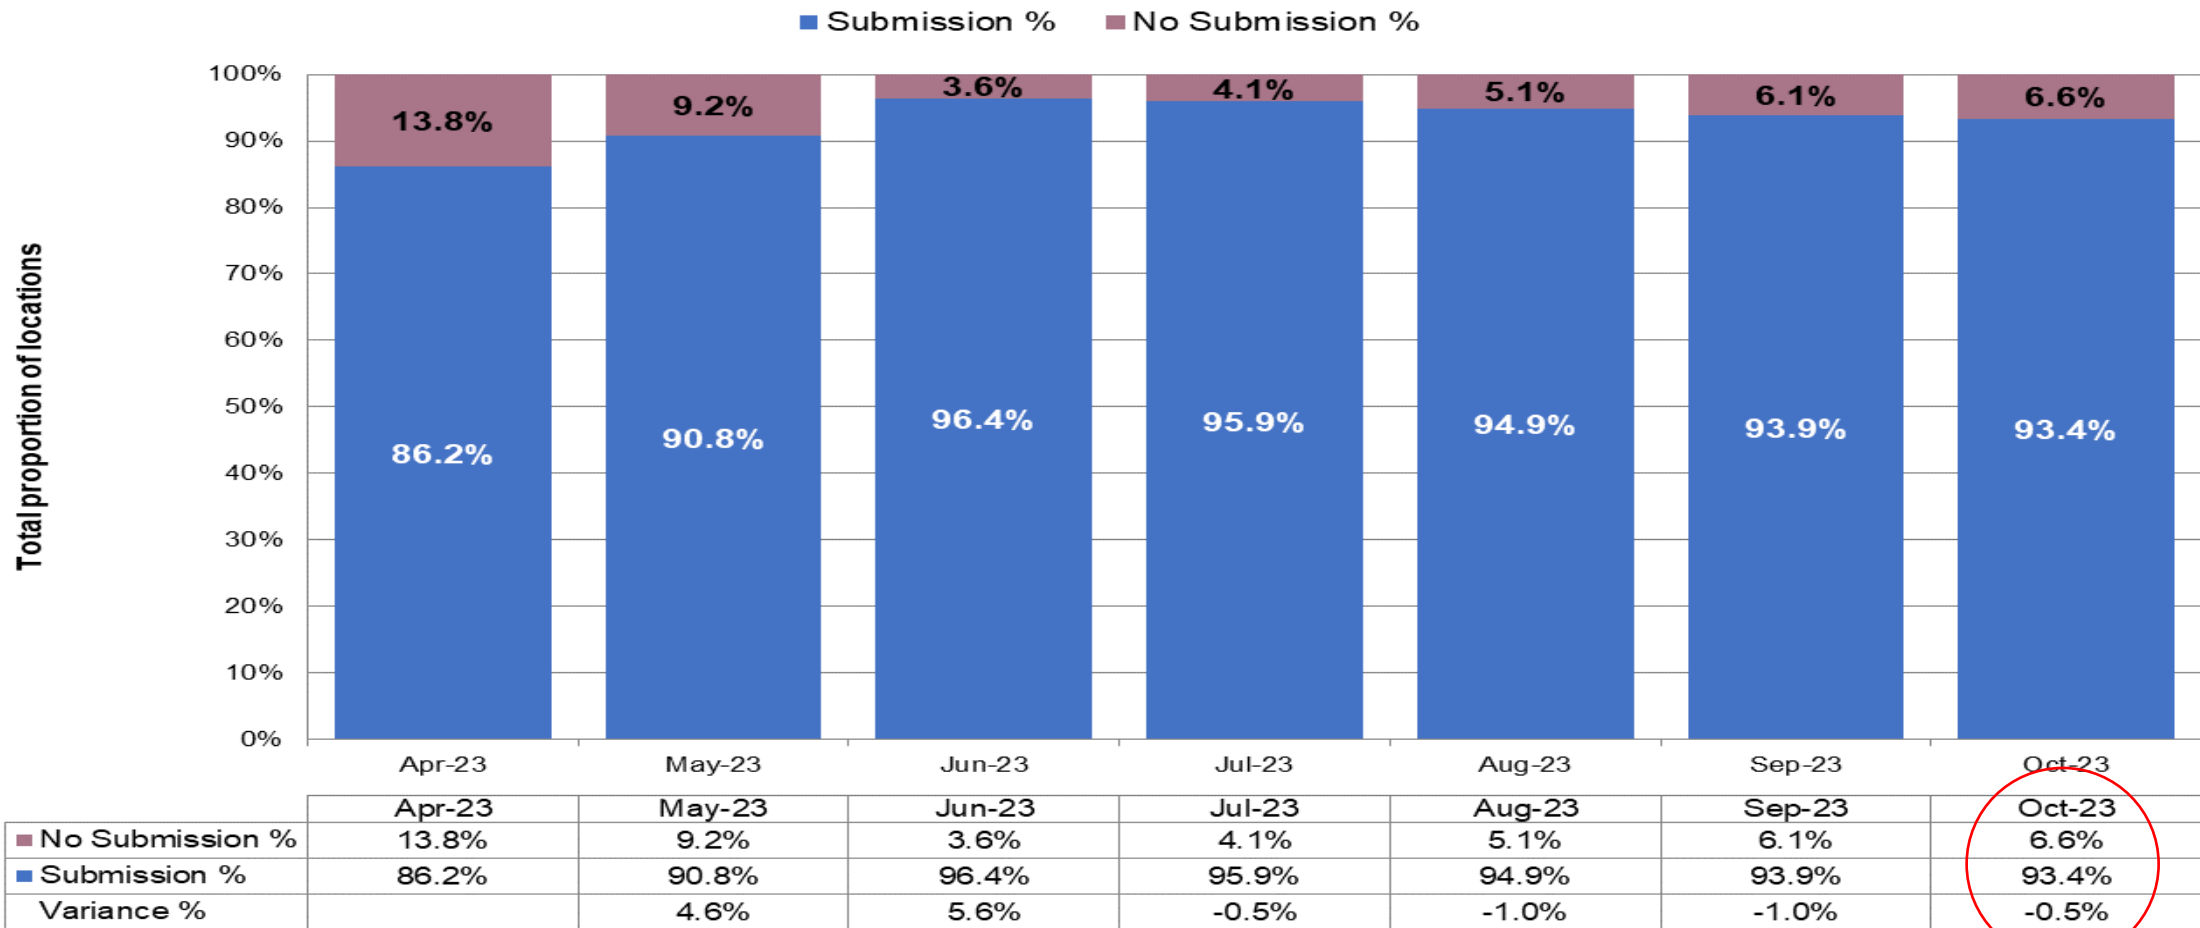 Submission % No Submission %
Total proportion of locations
100%
90%
80%
70%
60%
50%
40%
30%
20%
10%
0%
13.8% 9.2% 3.6% 4.1% 5.1% 6.1% 6.6%
86.2% 90.8% 96.4% 95.9% 94.9% 93.9% 93.4%
Apr-23 May-23 Jun-23 Jul-23 Aug-23 Sep-23 Oct-23
Apr-23 May-23 Jun-23 Jul-23 Aug-23 Sep-23 Oct-23
No Submission % 13.8% 9.2% 3.6% 4.1% 5.1% 6.1% 6.6%
Submission % 86.2% 90.8% 96.4% 95.9% 94.9% 93.9% 93.4%
Variance % 4.6% 5.6% -0.5% -1.0% -1.0% -0.5%